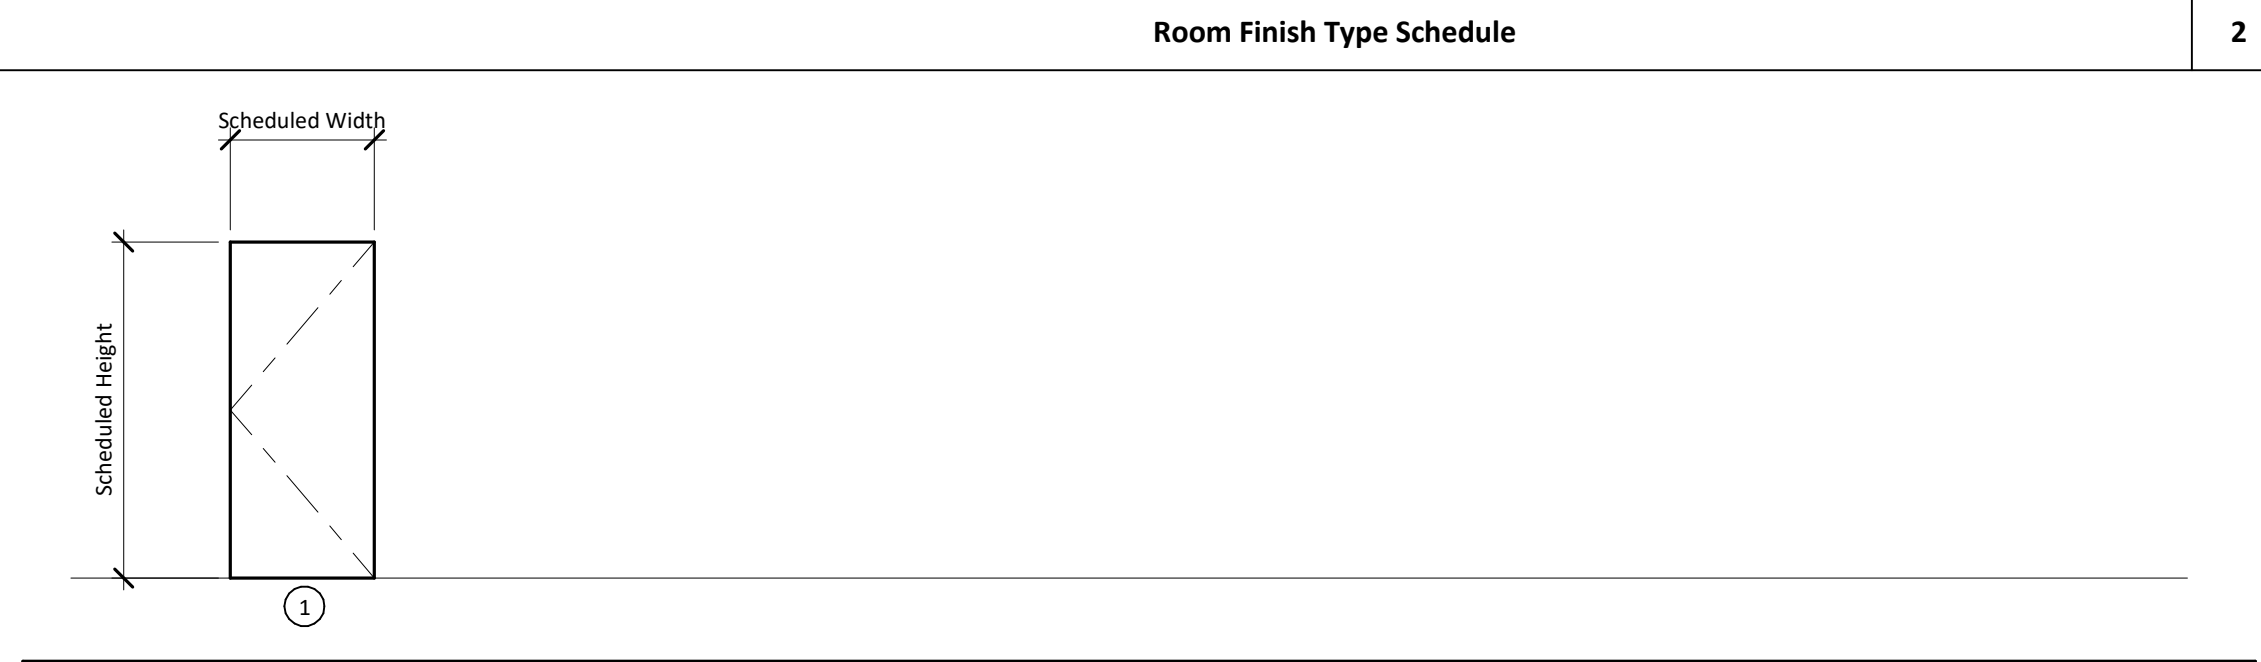 Room Finish Type Schedule
2
Scheduled Width
Scheduled Height
1